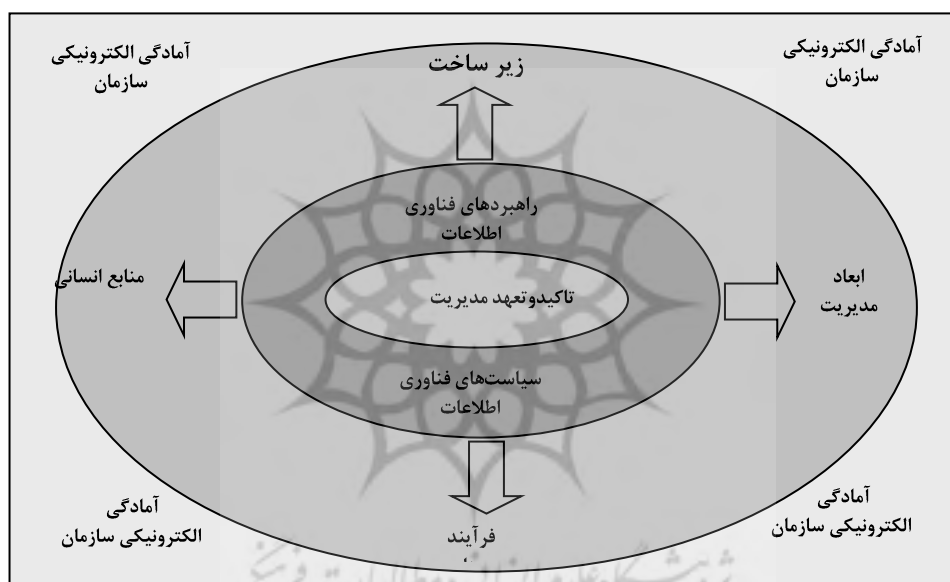 آمادگی الکترونیکی
سازمان
آمادگی الکترونیکی
سازمان
زیر ساخت
راهبردهای فناوری
اطلاعات
ابعاد
مدیریت
تاکیدوتعهد مدیریت
منابع انسانی
سیاست‌های فناوری
اطلاعات
فرآیند
آمادگی
الکترونیکی سازمان
آمادگی
الکترونیکی سازمان